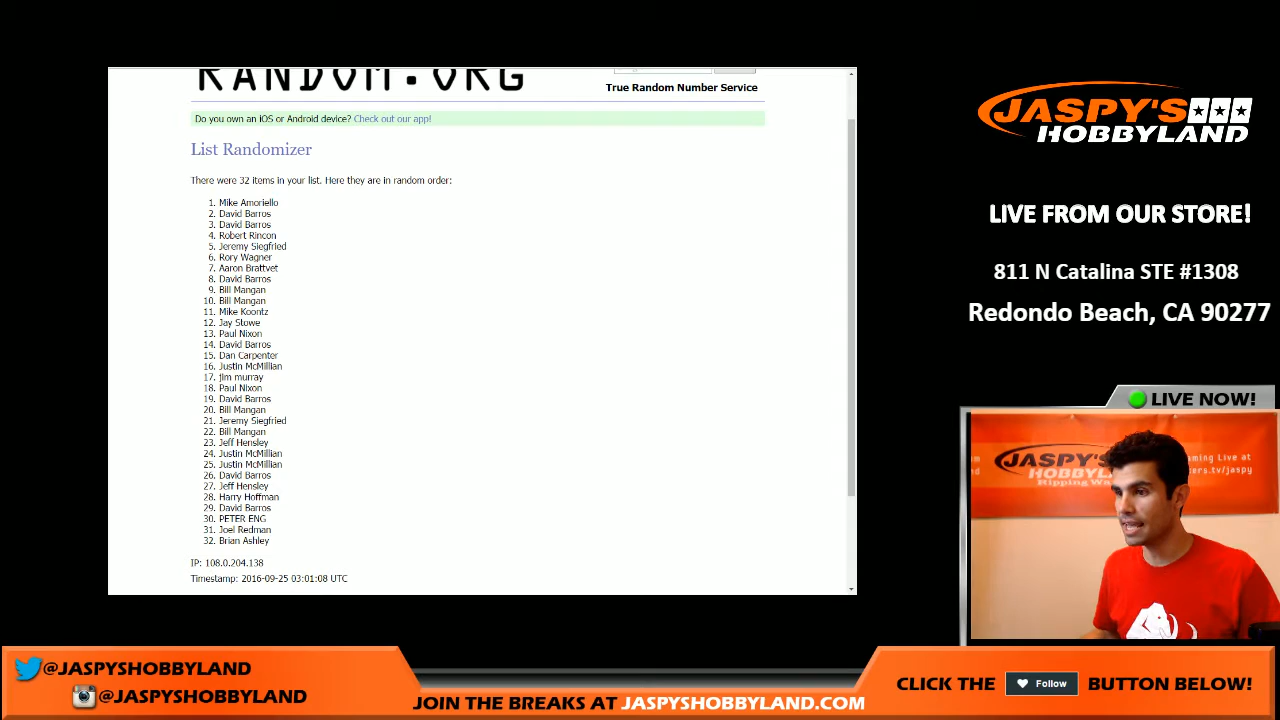 RANDOM.ORG
True Random Number Service
Do you own an iOS or Android device? Check out our app!
List Randomizer
There were 32 items in your list. Here they are in random order:
1. Mike Amoriello
2. David Barros
3. David Barros
4. Robert Rincon
5. Jeremy Siegfried
6. Rory Wagner
7. Aaron Brattvet
8. David Barros
9. Bill Mangan
10. Bill Mangan
11. Mike Koontz
12. Jay Stowe
13. Paul Nixon
14. David Barros
15. Dan Carpenter
16. Justin McMillian
17. jim murray
18. Paul Nixon
19. David Barros
20. Bill Mangan
21. Jeremy Siegfried
22. Bill Mangan
23. Jeff Hensley
24. Justin McMillian
25. Justin McMillian
26. David Barros
27. Jeff Hensley
28. Harry Hoffman
29. David Barros
30. PETER ENG
31. Joel Redman
32. Brian Ashley
IP: 108.0.204.138
Timestamp: 2016-09-25 03:01:08 UTC
JASPY'S
HOBBYLAND
LIVE FROM OUR STORE!
811 N Catalina STE #1308
Redondo Beach, CA 90277
LIVE NOW!
JASPY'S
HOBBYLAND
Live at
@JASPYSHOBBYLAND
@JASPYSHOBBYLAND
JOIN THE BREAKS AT JASPYSHOBBYLAND.COM
CLICK THE Follow BUTTON BELOW!